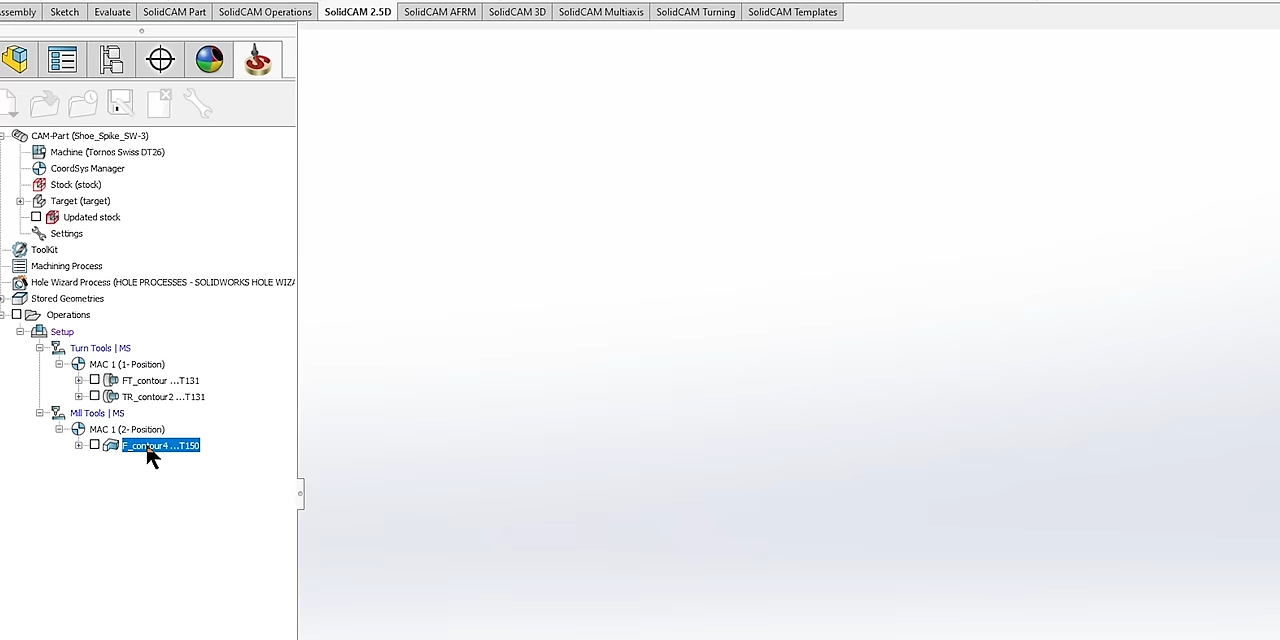 ssembly Sketch Evaluate SolidCAM Part SolidCAM Operations SolidCAM 2.5D SolidCAM AFRM SolidCAM 3D SolidCAM Multiaxis SolidCAM Turning SolidCAM Templates
CAM-Part (Shoe_Spike_SW-3)
Machine (Tornos Swiss DT26)
CoordSys Manager
Stock (stock)
Target (target)
Updated stock
Settings
ToolKit
Machining Process
Hole Wizard Process (HOLE PROCESSES - SOLIDWORKS HOLE WIZA
Stored Geometries
Operations
Setup
Turn Tools | MS
MAC 1 (1- Position)
FT_contour ...T131
TR_contour2 ...T131
Mill Tools | MS
MAC 1 (2- Position)
F_contour4 ...T150